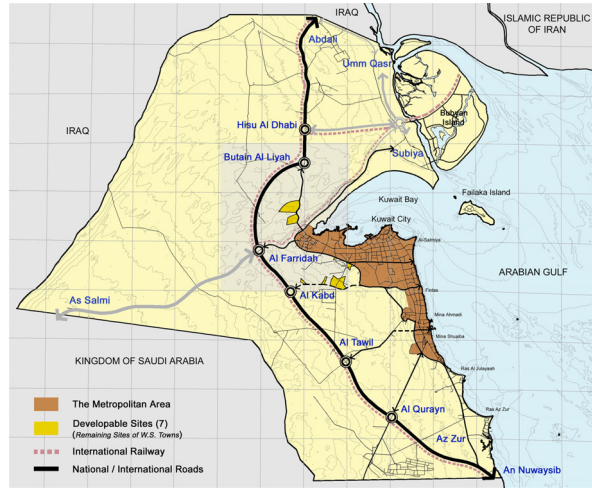 IRAQ
ISLAMIC REPUBLIC
OF IRAN
Abdali
Umm Qasr
Bubyan
Island
Hisu Al Dhabi
IRAQ
Subiya
Butain Al Liyah
Kuwait Bay
Failaka Island
Kuwait City
Al-Salmiya
Al Farridah
ARABIAN GULF
As Salmi
Al Kabd
Fintas
Mina Ahmadi
Mina Shuaiba
Al Tawil
KINGDOM OF SAUDI ARABIA
Ras Al Julayaah
The Metropolitan Area
Al Qurayn
Ras Az Zur
Developable Sites (7)
(Remaining Sites of W.S. Towns)
Az Zur
International Railway
National / International Roads
An Nuwaysib